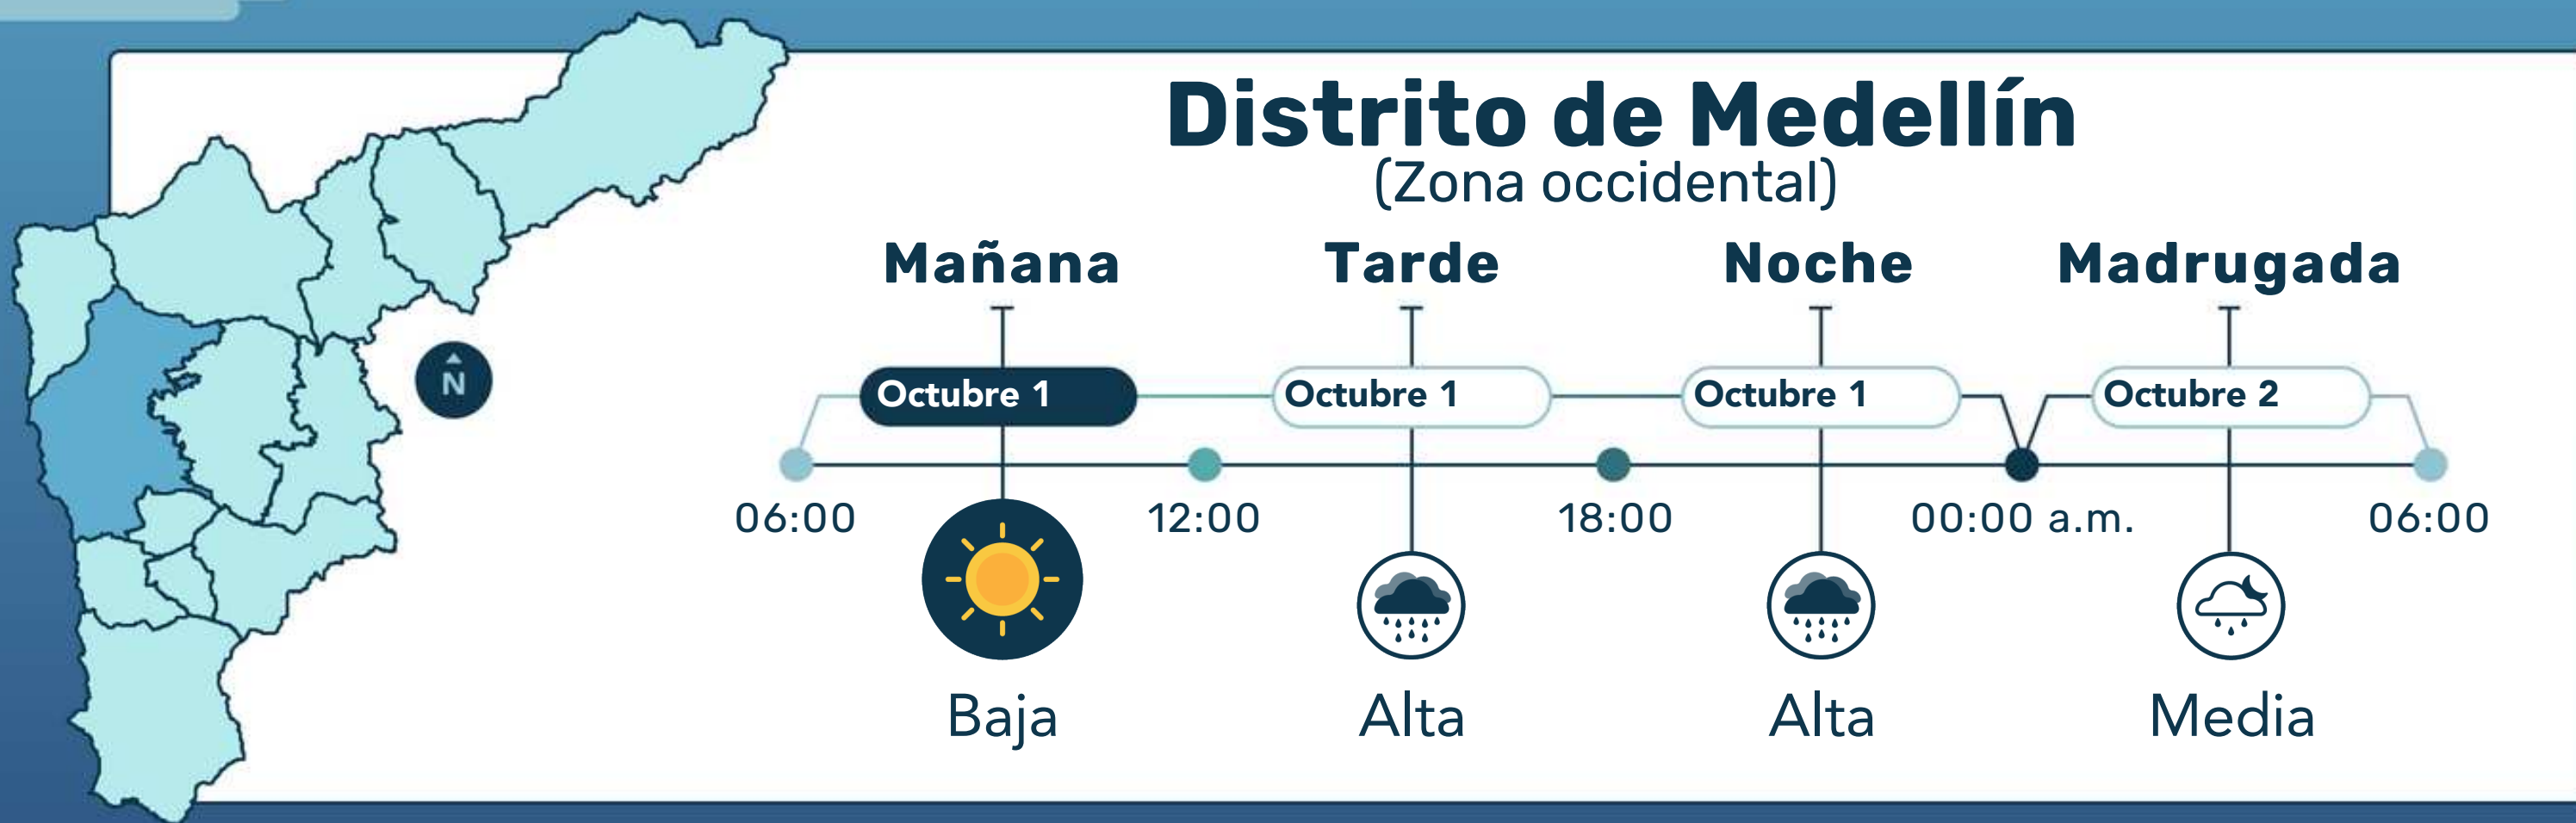 Distrito de Medellín
(Zona occidental)
Mañana Tarde Noche Madrugada
Octubre 1 Octubre 1 Octubre 1 Octubre 2
N
06:00 12:00 18:00 00:00 a.m. 06:00
Baja Alta Alta Media